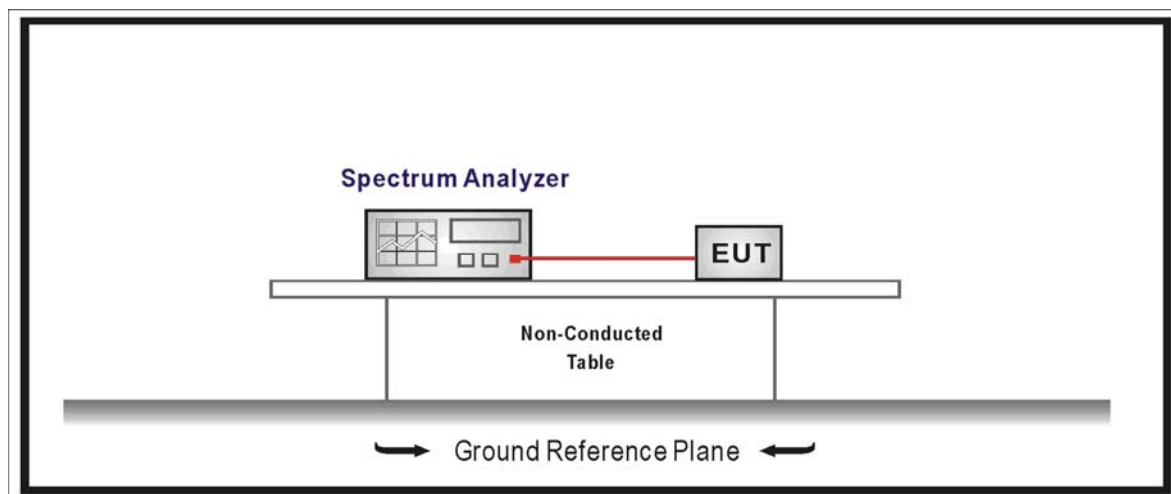 Spectrum Analyzer
EUT
Non-Conducted
Table
Ground Reference Plane